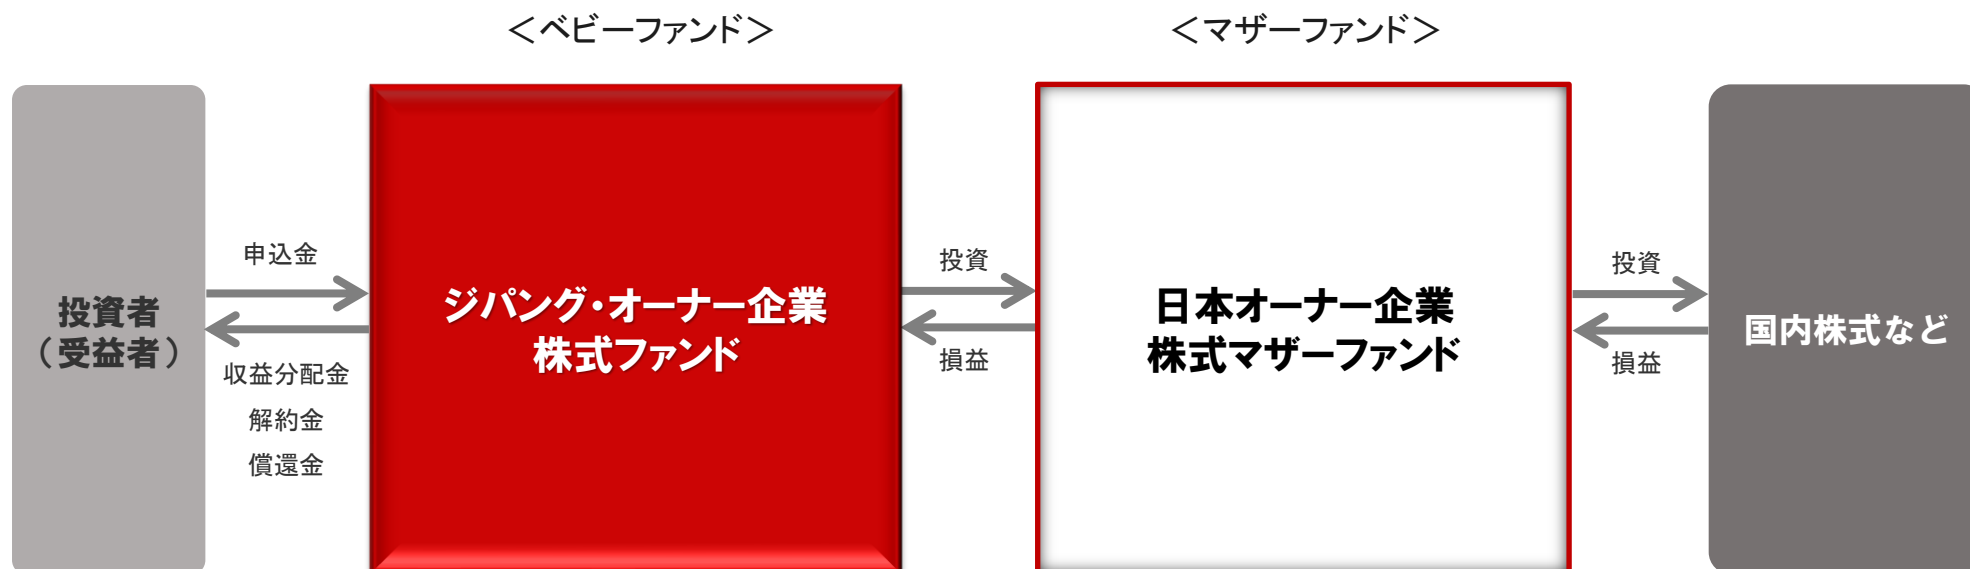 ＜ベビーファンド＞
＜マザーファンド＞
投資者
（受益者）
申込金
収益分配金
解約金
償還金
ジパング・オーナー企業
株式ファンド
投資
損益
日本オーナー企業
株式マザーファンド
投資
損益
国内株式など